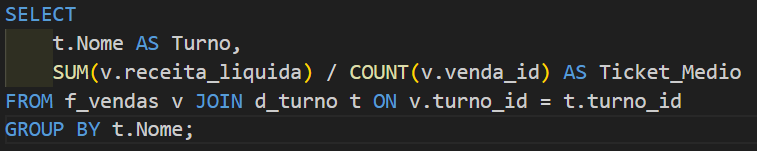 SELECT
t.Nome AS Turno,
SUM(v.receita_liquida) / COUNT(v.venda_id) AS Ticket_Medio
FROM f_vendas v JOIN d_turno t ON v.turno_id = t.turno_id
GROUP BY t.Nome;